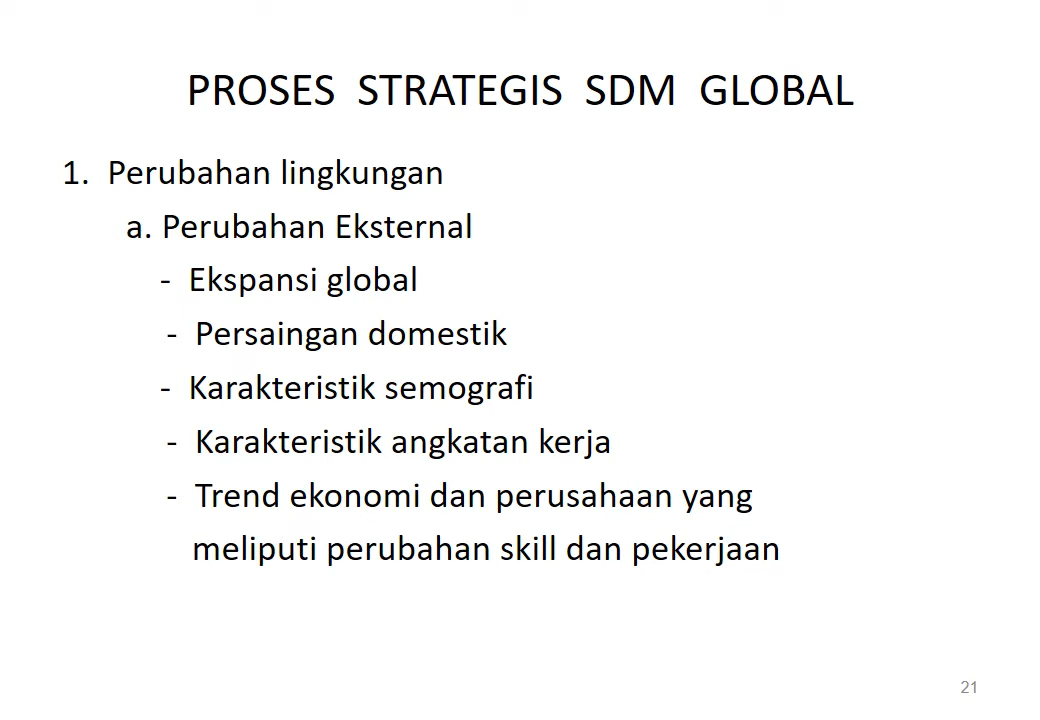 PROSES STRATEGIS SDM GLOBAL
1. Perubahan lingkungan
a. Perubahan Eksternal
- Ekspansi global
- Persaingan domestik
- Karakteristik semografi
- Karakteristik angkatan kerja
- Trend ekonomi dan perusahaan yang
meliputi perubahan skill dan pekerjaan
21